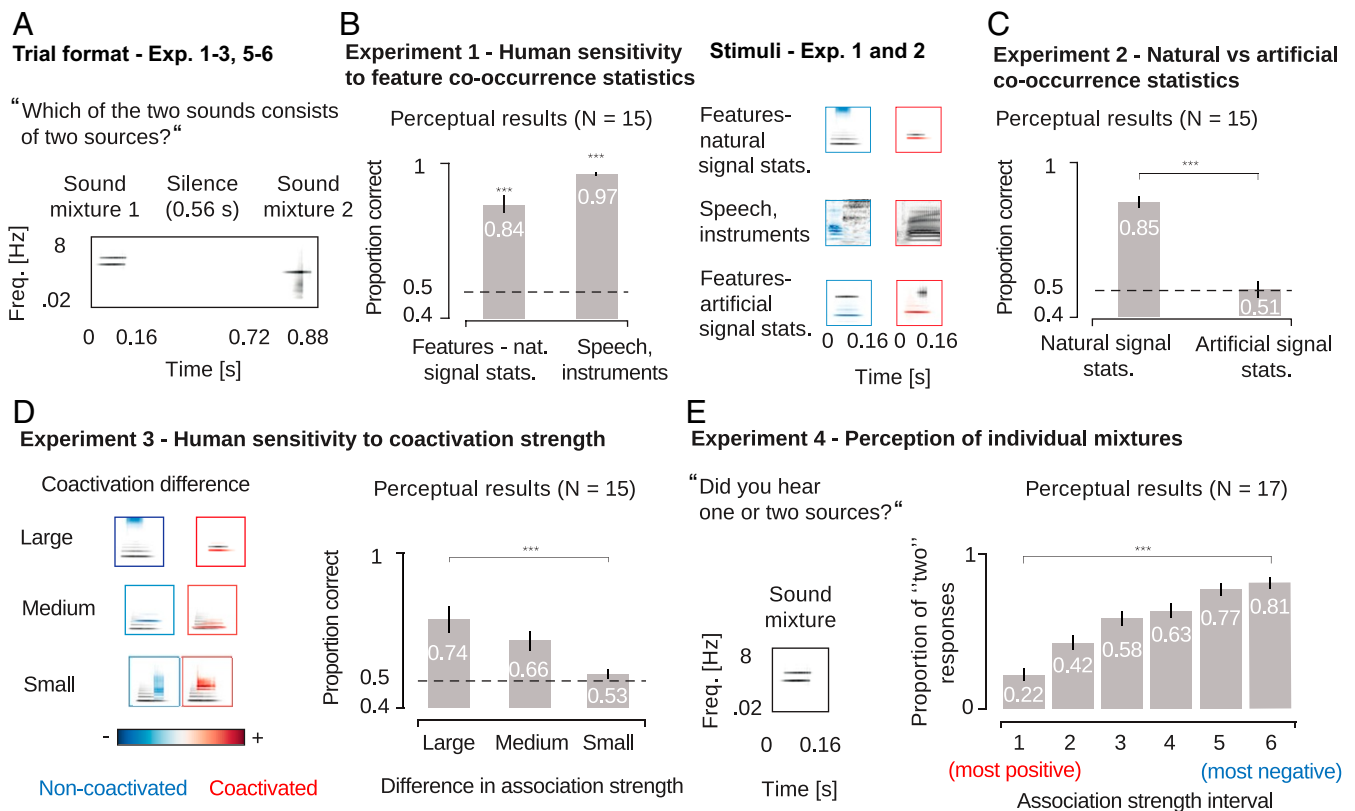 A
Trial format - Exp. 1-3, 5-6
“Which of the two sounds consists
of two sources?“
Sound
mixture 1
Silence
(0.56 s)
Sound
mixture 2
Freq. [Hz]
8
.02
0
0.16
0.72
0.88
Time [s]
B
Experiment 1 - Human sensitivity
to feature co-occurrence statistics
Perceptual results (N = 15)
Proportion correct
1
0.5
0.4
***
0.84
***
0.97
Features - nat.
signal stats.
Speech,
instruments
Stimuli - Exp. 1 and 2
Features-
natural
signal stats.
Speech,
instruments
Features-
artificial
signal stats.
0 0.16
0 0.16
Time [s]
C
Experiment 2 - Natural vs artificial
co-occurrence statistics
Perceptual results (N = 15)
Proportion correct
1
0.5
0.4
***
0.85
0.51
Natural signal
stats.
Artificial signal
stats.
D
Experiment 3 - Human sensitivity to coactivation strength
Coactivation difference
Large
Medium
Small
- +
Non-coactivated
Coactivated
Perceptual results (N = 15)
Proportion correct
1
0.5
0.4
***
0.74
0.66
0.53
Large Medium Small
Difference in association strength
E
Experiment 4 - Perception of individual mixtures
“Did you hear
one or two sources?“
Sound
mixture
Freq. [Hz]
8
.02
0 0.16
Time [s]
Perceptual results (N = 17)
Proportion of "two"
responses
1
0
***
0.22
0.42
0.58
0.63
0.77
0.81
1 2 3 4 5 6
(most positive)
(most negative)
Association strength interval